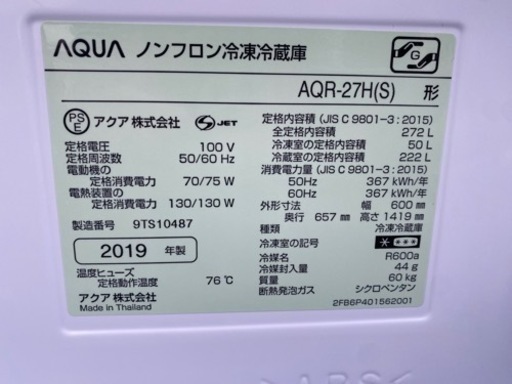 AQUA ノンフロン冷凍冷蔵庫
G
AQR-27H(S) 形
PSE アクア株式会社 S JET
定格電圧 100 V
定格周波数 50/60 Hz
電動機の
定格消費電力 70/75 W
電熱装置の
定格消費電力 130/130 W
製造番号 9TS10487
2019 年製
温度ヒューズ
定格動作温度 76℃
アクア株式会社
Made in Thailand
定格内容積 (JIS C 9801-3 : 2015)
全定格内容積 272 L
冷凍室の定格内容積 50 L
冷蔵室の定格内容積 222 L
消費電力量 (JIS C 9801-3 : 2015)
50Hz 367 kWh/年
60Hz 367 kWh/年
外形寸法 幅 600 mm
奥行 657 mm 高さ 1419 mm
種類 冷凍冷蔵庫
冷凍室の記号
冷媒名 R600a
冷媒封入量 44 g
質量 60 kg
断熱発泡ガス シクロペンタン
2FB6P401562001
>ABS<